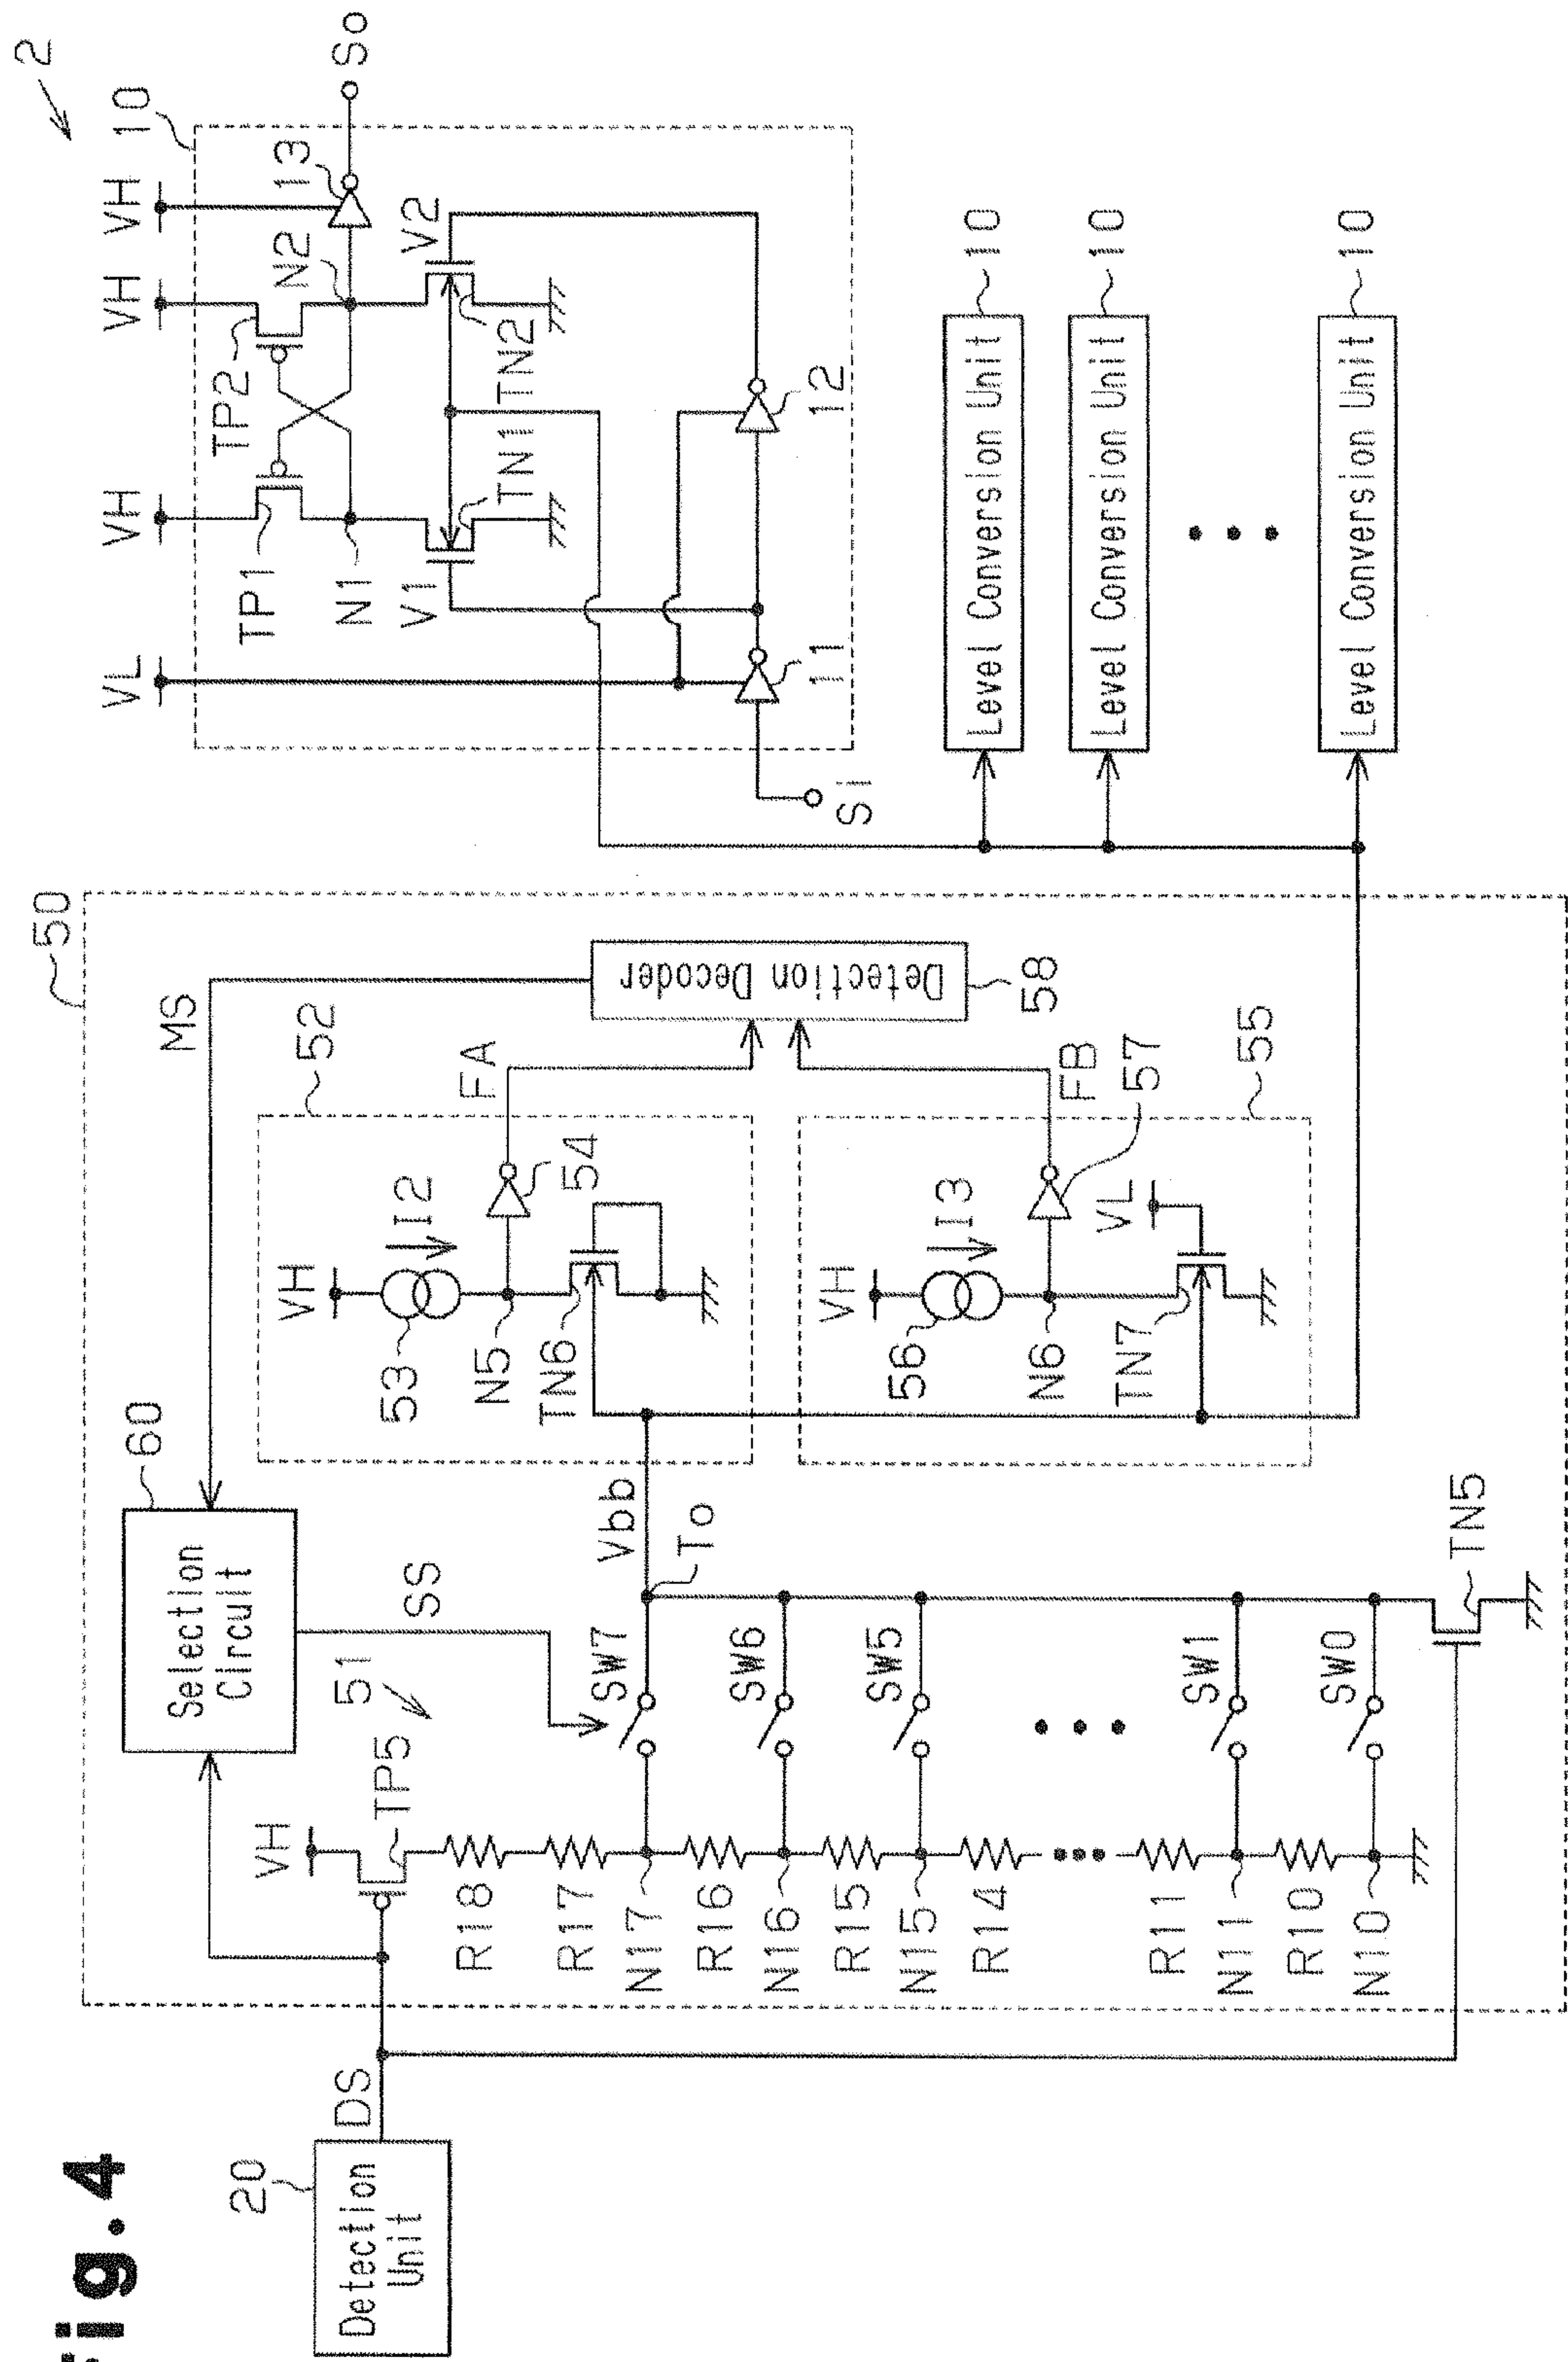 Fig.4
2
20
Detection
Unit
DS
50
60
Selection
Circuit
MS
SS
51
VH
TP5
R18
R17
N17
R16
N16
R15
N15
R14
R11
N11
R10
N10
SW7
SW6
SW5
SW1
SW0
Vbb
To
TN5
52
VH
53
I2
N5
54
TN6
FA
55
VH
56
I3
N6
57
TN7
VL
FB
Detection Decoder
58
10
VL
VH
VH
VH
TP1
TP2
N1
N2
13
So
V1
V2
TN1
TN2
11
12
Si
Level Conversion Unit
10
Level Conversion Unit
10
Level Conversion Unit
10